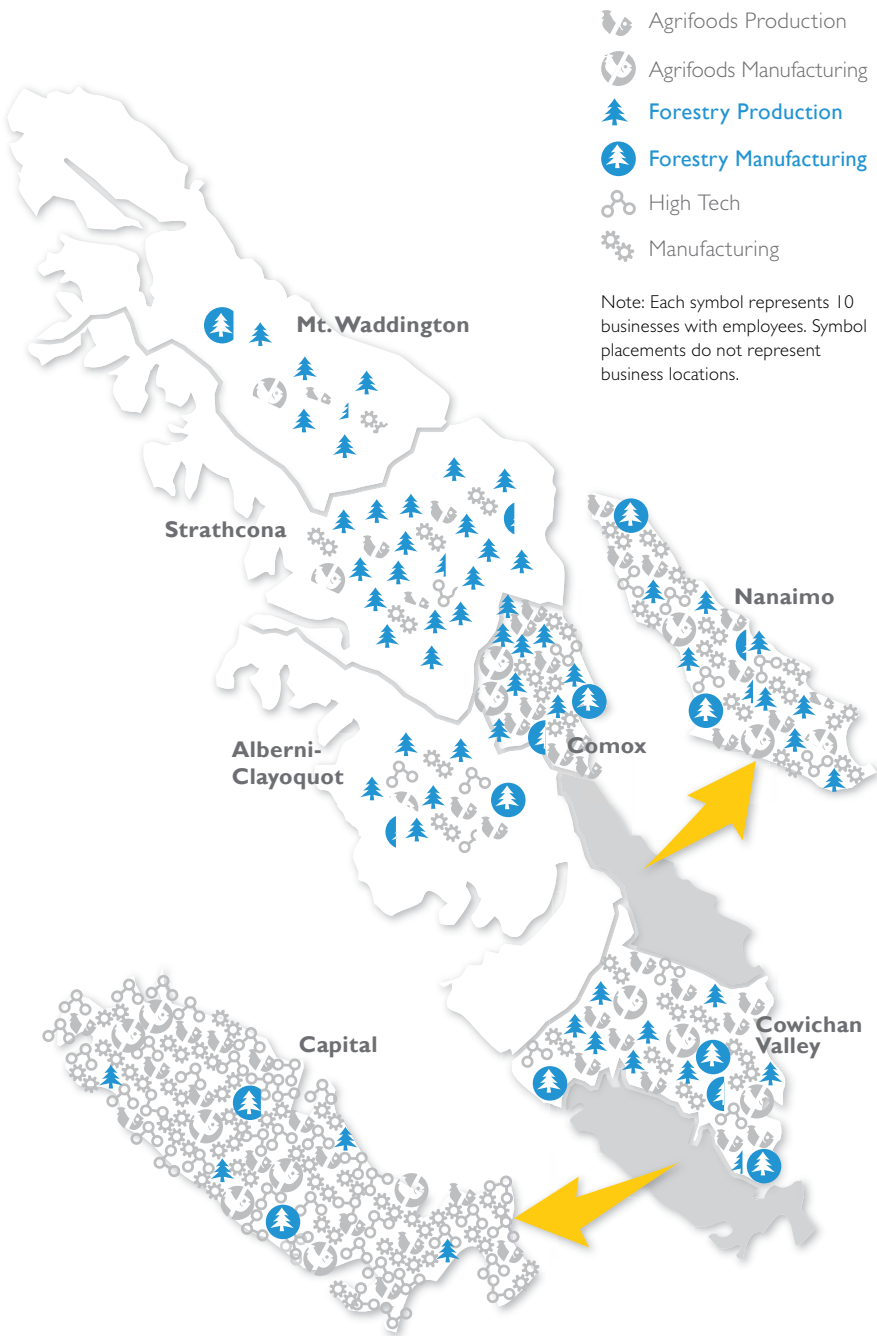 Agrifoods Production
Agrifoods Manufacturing
Forestry Production
Forestry Manufacturing
High Tech
Manufacturing
Note: Each symbol represents 10
businesses with employees. Symbol
placements do not represent
business locations.
Mt. Waddington
Strathcona
Nanaimo
Alberni-
Clayoquot
Comox
Cowichan
Valley
Capital